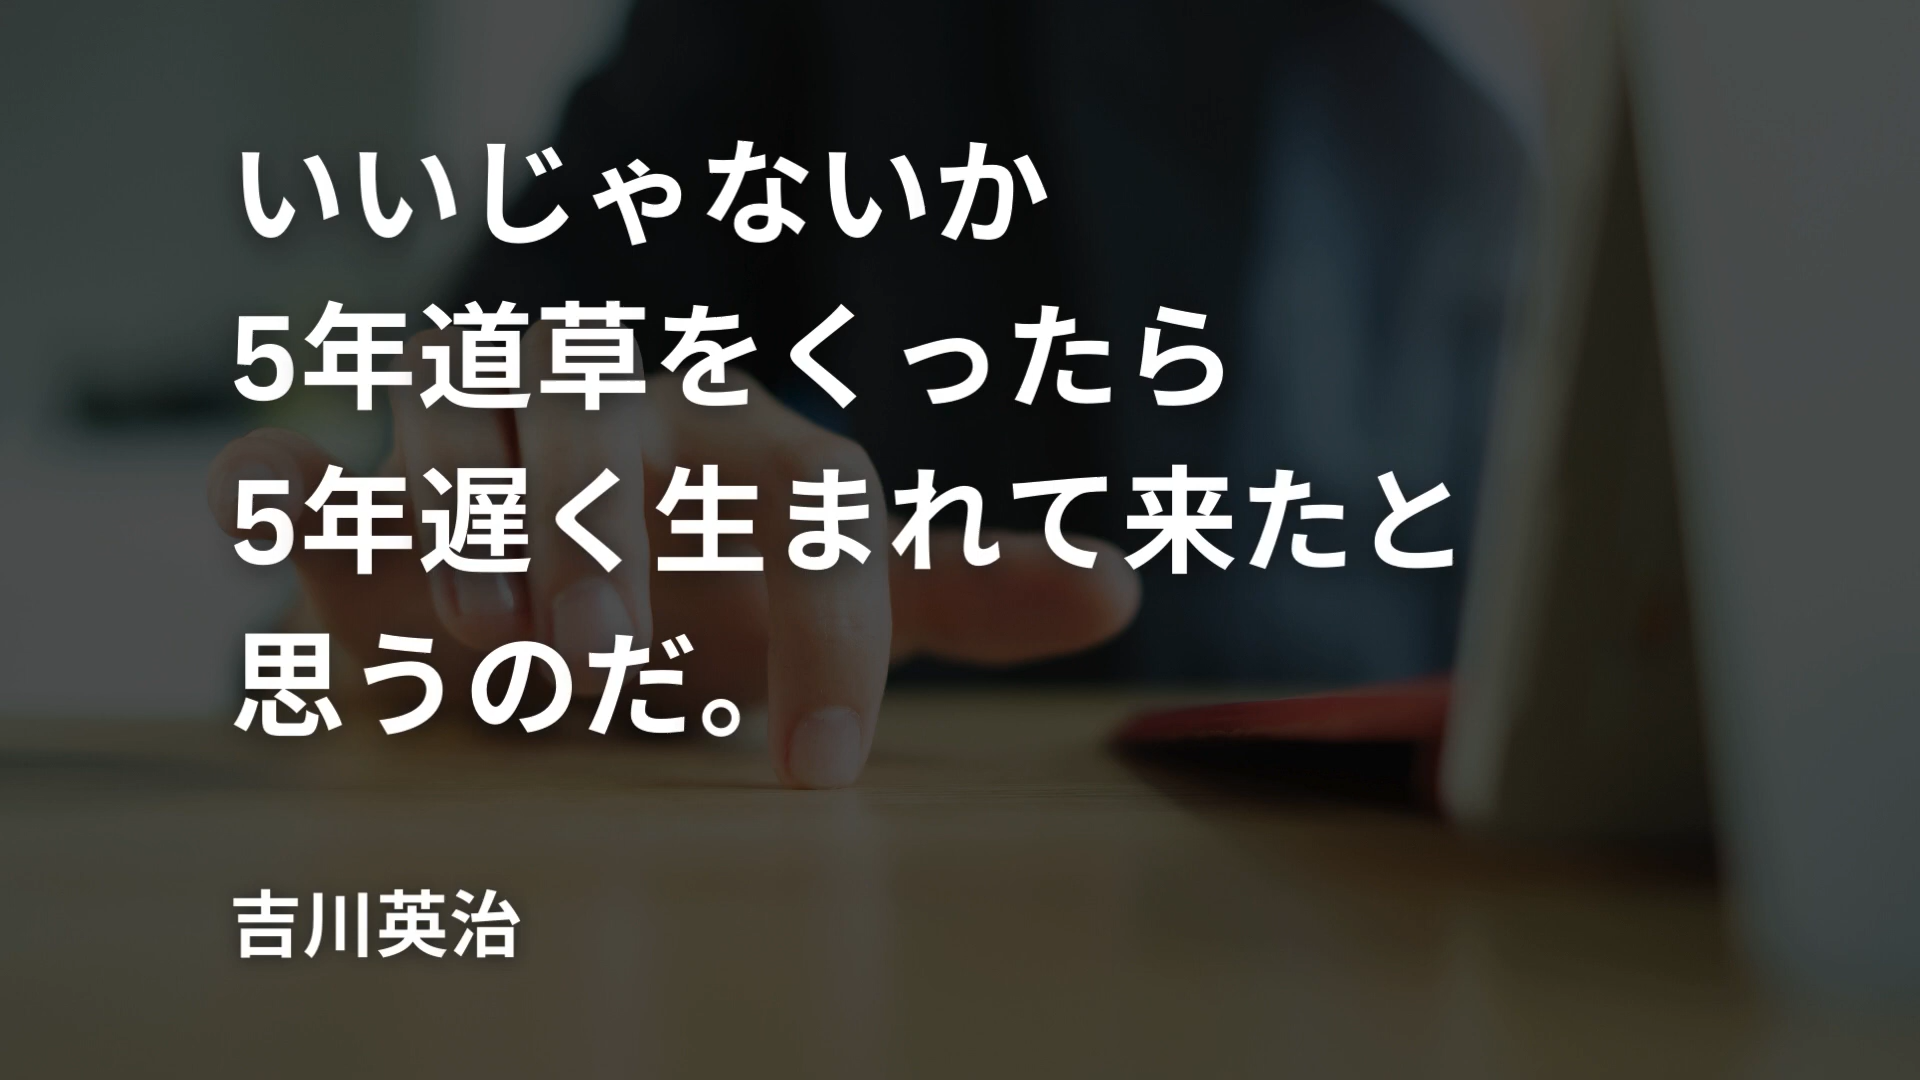 いいじゃないか
5年道草をくったら
5年遅く生まれて来たと
思うのだ。
吉川英治